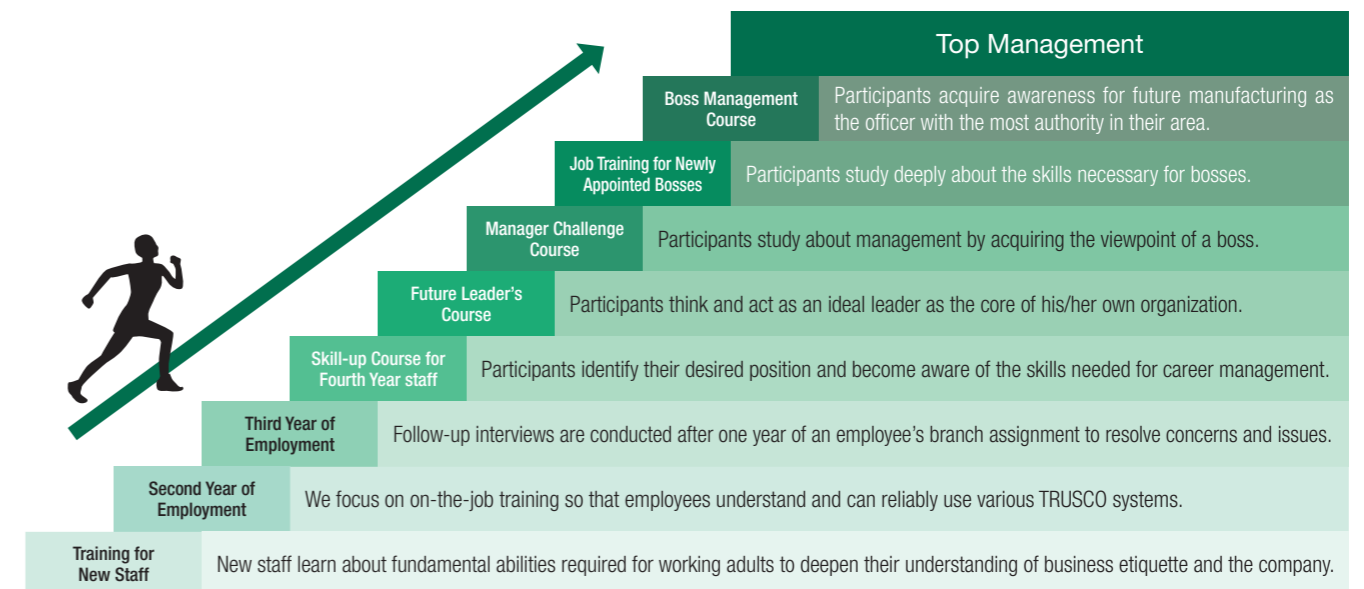 Top Management
Boss Management
Course
Participants acquire awareness for future manufacturing as
the officer with the most authority in their area.
Job Training for Newly
Appointed Bosses
Participants study deeply about the skills necessary for bosses.
Manager Challenge
Course
Participants study about management by acquiring the viewpoint of a boss.
Future Leader’s
Course
Participants think and act as an ideal leader as the core of his/her own organization.
Skill-up Course for
Fourth Year staff
Participants identify their desired position and become aware of the skills needed for career management.
Third Year of
Employment
Follow-up interviews are conducted after one year of an employee’s branch assignment to resolve concerns and issues.
Second Year of
Employment
We focus on on-the-job training so that employees understand and can reliably use various TRUSCO systems.
Training for
New Staff
New staff learn about fundamental abilities required for working adults to deepen their understanding of business etiquette and the company.